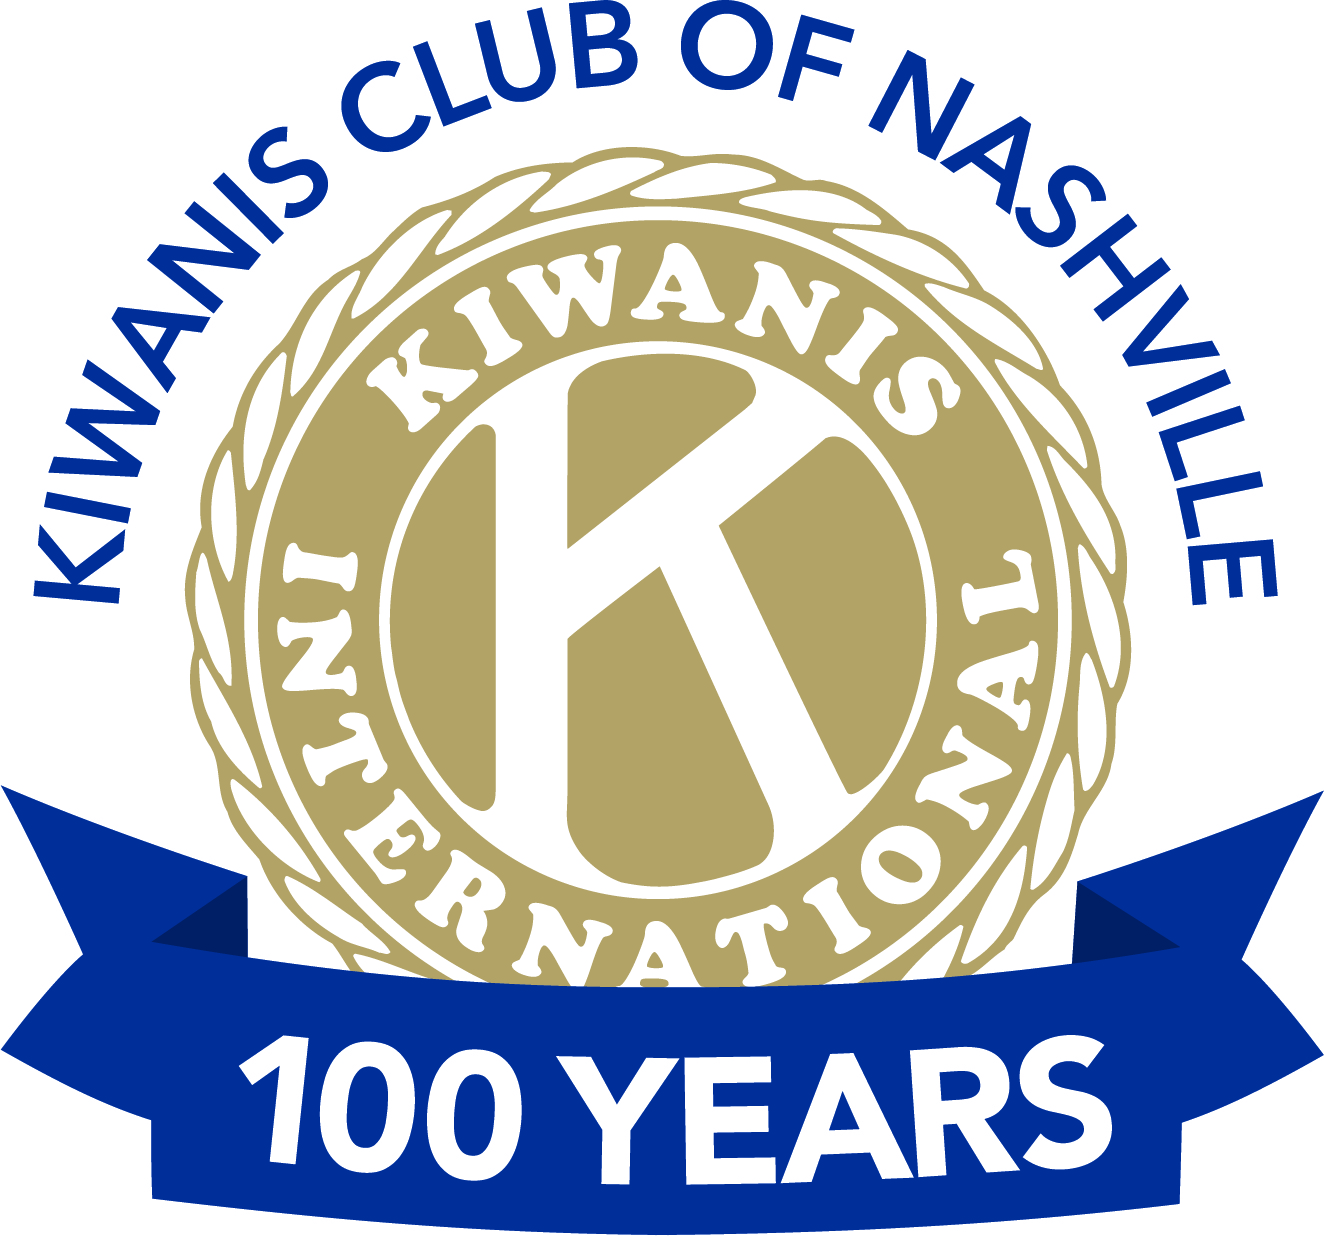 KIWANIS CLUB OF NASHVILLE
KIWANIS
K
INTERNATIONAL
100 YEARS